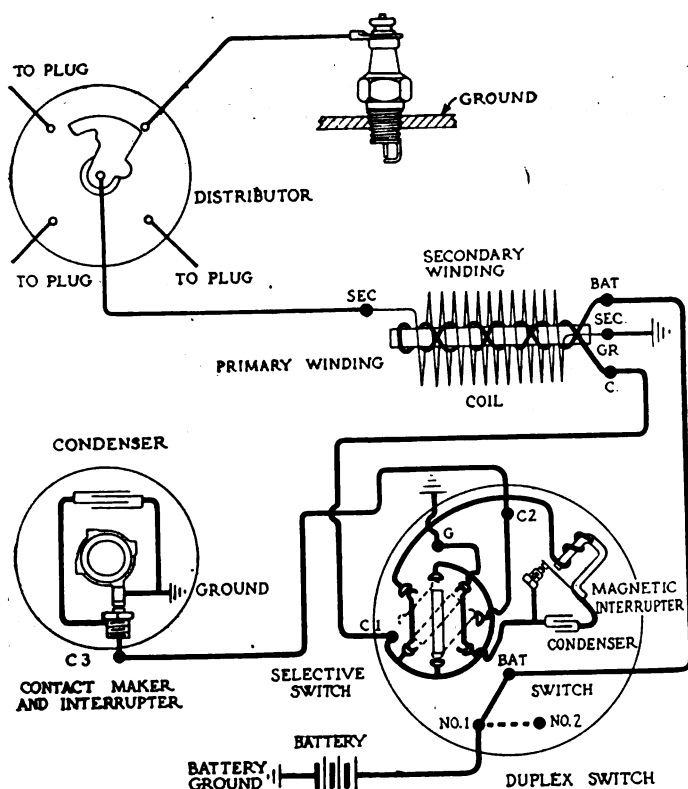 TO PLUG
GROUND
DISTRIBUTOR
TO PLUG
TO PLUG
SECONDARY
WINDING
BAT
SEC
SEC.
GR
PRIMARY WINDING
C.
COIL
CONDENSER
C2
G
GROUND
MAGNETIC
INTERRUPTER
C1
CONDENSER
C3
SELECTIVE
SWITCH
BAT
SWITCH
CONTACT MAKER
AND INTERRUPTER
NO.1
NO.2
BATTERY
BATTERY
GROUND
DUPLEX SWITCH